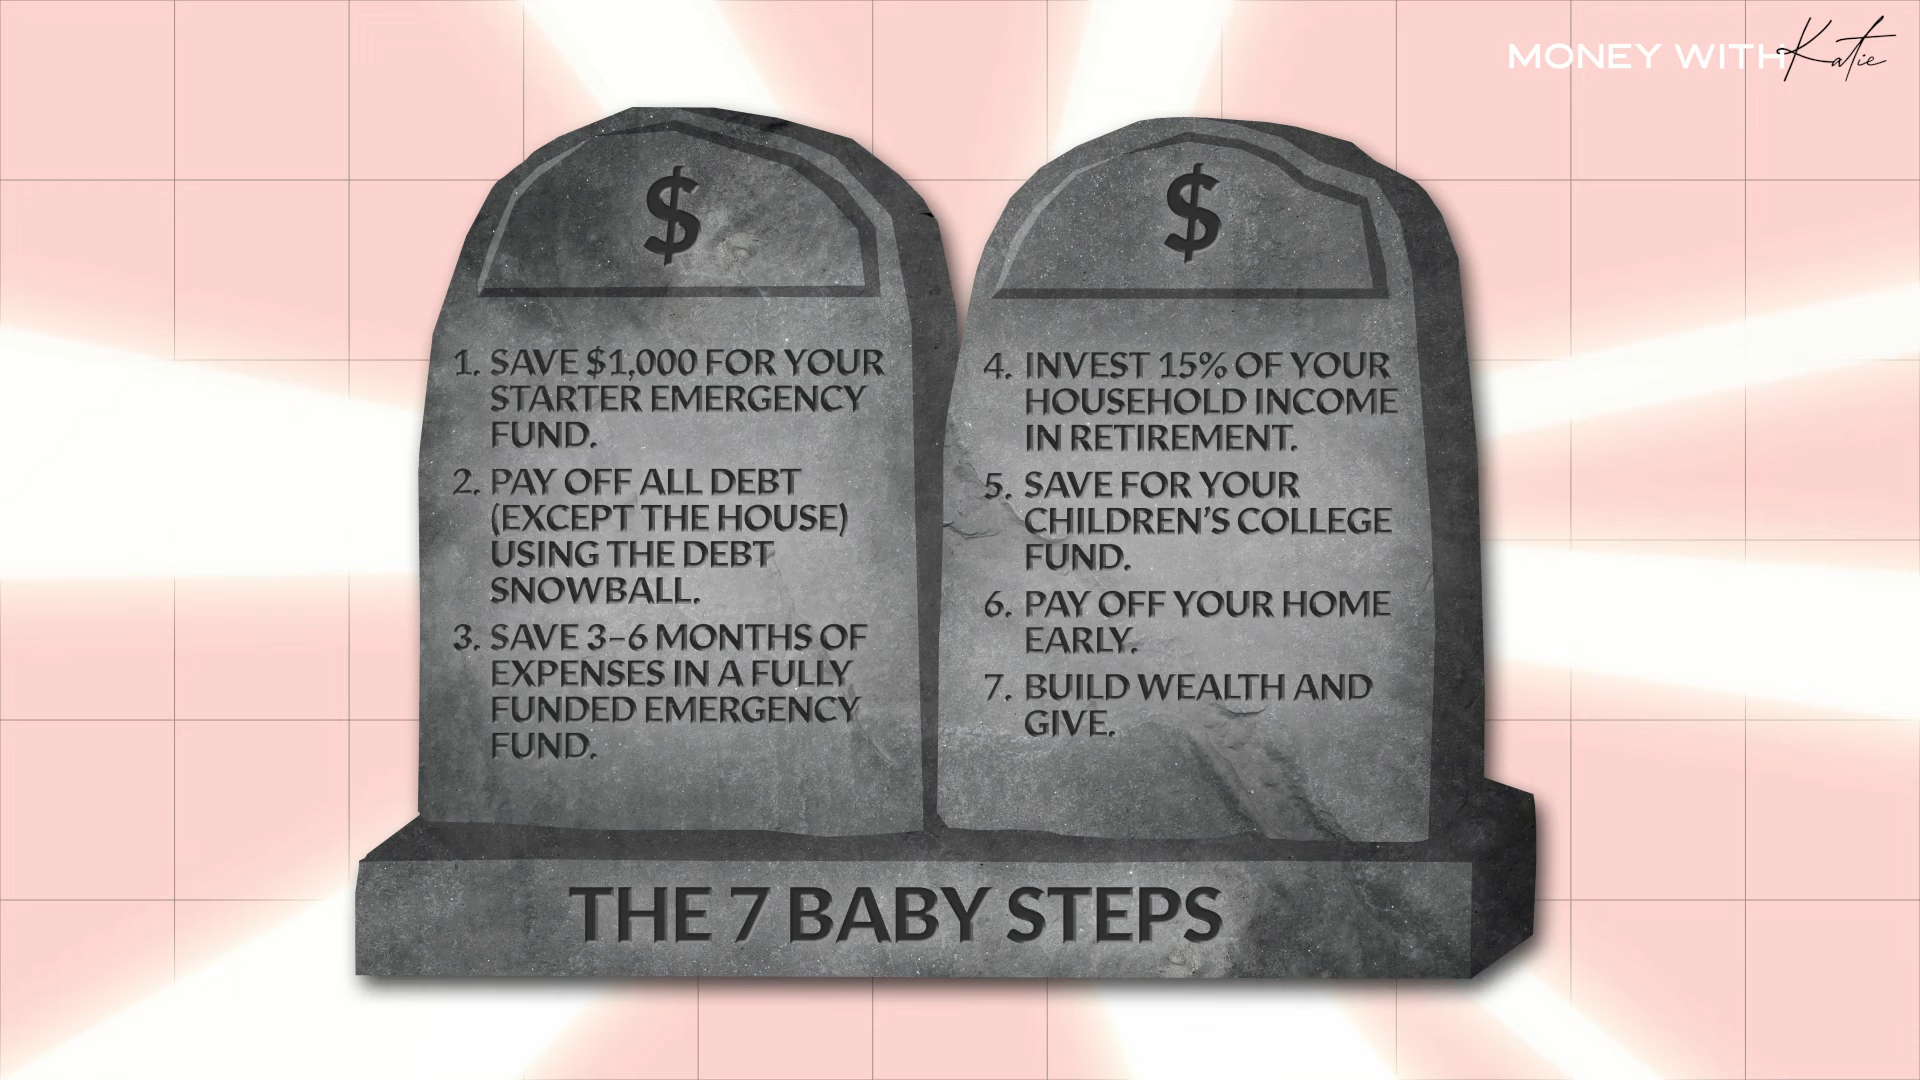 MONEY WITH Katie
$
1. SAVE $1,000 FOR YOUR
STARTER EMERGENCY
FUND.
2. PAY OFF ALL DEBT
(EXCEPT THE HOUSE)
USING THE DEBT
SNOWBALL.
3. SAVE 3–6 MONTHS OF
EXPENSES IN A FULLY
FUNDED EMERGENCY
FUND.
$
4. INVEST 15% OF YOUR
HOUSEHOLD INCOME
IN RETIREMENT.
5. SAVE FOR YOUR
CHILDREN’S COLLEGE
FUND.
6. PAY OFF YOUR HOME
EARLY.
7. BUILD WEALTH AND
GIVE.
THE 7 BABY STEPS